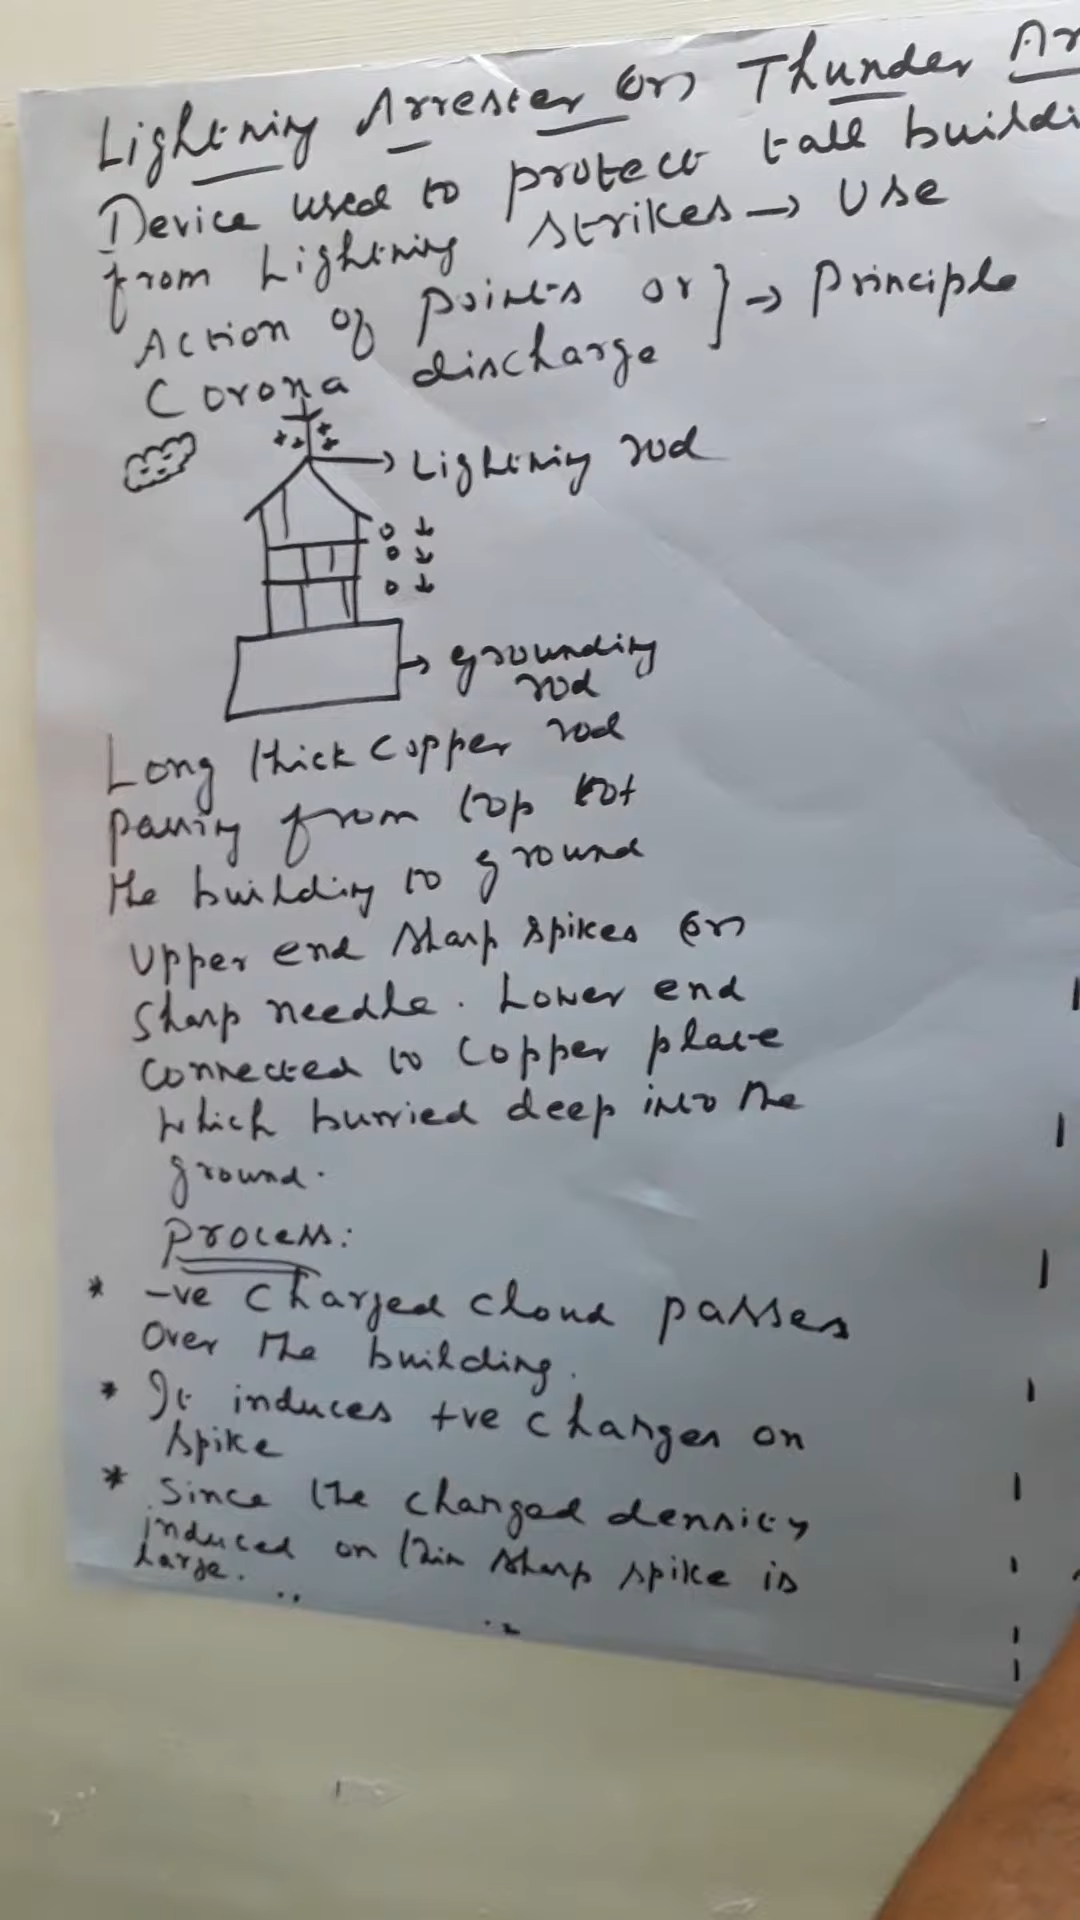 Lightning Arrester (or) Thunder Ar
Device used to protect tall buildi
from Lightning strikes → Use
Action of points or } → Principle
Corona discharge
→ Lightning rod
→ grounding
rod
Long thick Copper rod
passing from top
the building to ground
Upper end sharp spikes (or)
sharp needle. Lower end
connected to Copper plate
which burried deep into the
ground.
Process:
* -ve charged cloud passes
over the building.
* It induces +ve charges on
spike
* Since the charged density
induced on thin sharp spike is
large.